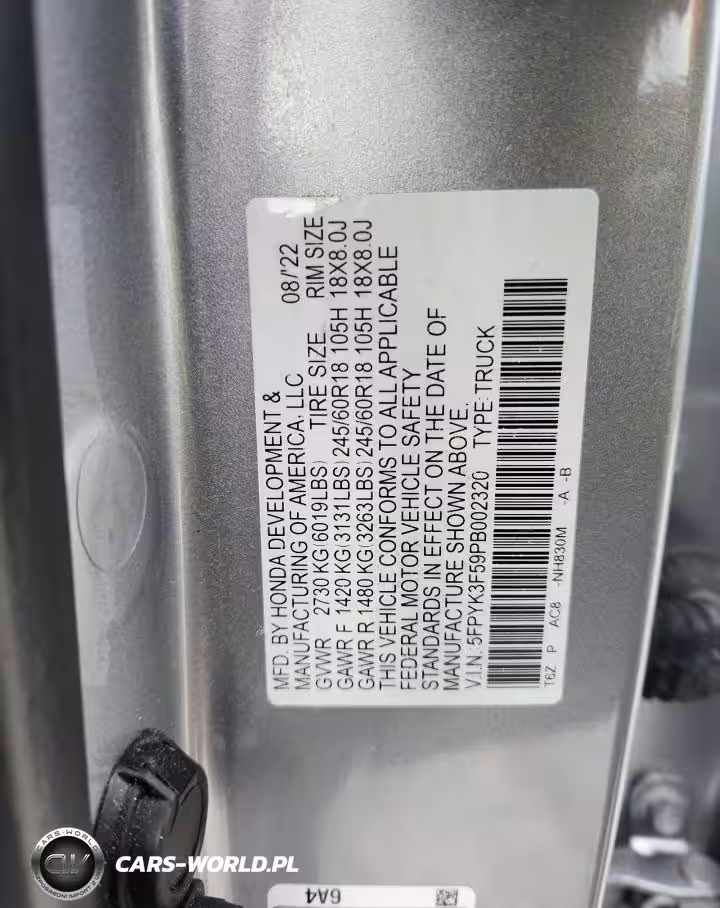 MFD. BY HONDA DEVELOPMENT &
MANUFACTURING OF AMERICA, LLC 08/'22
GVWR 2730 KG(6019LBS) TIRE SIZE RIM SIZE
GAWR F 1420 KG(3131LBS) 245/60R18 105H 18X8.0J
GAWR R 1480 KG(3263LBS) 245/60R18 105H 18X8.0J
THIS VEHICLE CONFORMS TO ALL APPLICABLE
FEDERAL MOTOR VEHICLE SAFETY
STANDARDS IN EFFECT ON THE DATE OF
MANUFACTURE SHOWN ABOVE.
V.I.N.: 5FPYK3F59PB002320 TYPE: TRUCK
T6Z P AC8 -NH830M -A -B
6A4
CARS-WORLD
CW
CARS-WORLD.PL